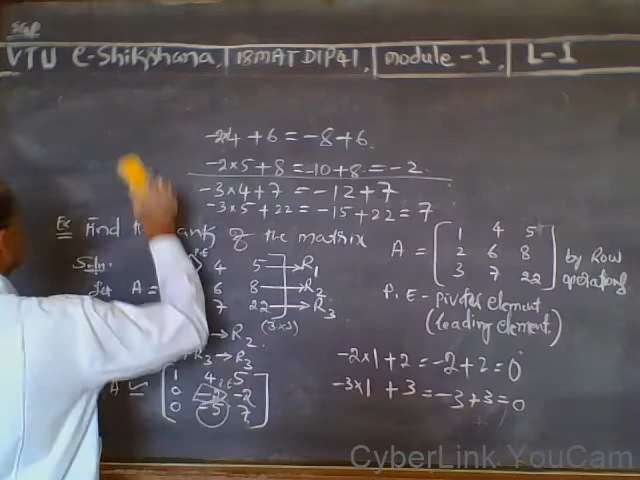 VTU e-Shikshana, 18MATDIP41, module-1, L-1
-2×4+6=-8+6
-2×5+8=-10+8=-2
-3×4+7=-12+7
-3×5+22=-15+22=7
Ex Find the rank of the matrix A = [1 4 5
2 6 8
3 7 22] by Row operations
Soln:
P.E 4 5 → R1
Let A = 6 8 → R2
7 22 → R3
(3×3)
P.E - Pivotal element
(leading element)
→ R2
R3 → R3
-2×1+2=-2+2=0
-3×1+3=-3+3=0
A ~ [1 4 5
0 -2 -2
0 -5 7]
CyberLink YouCam